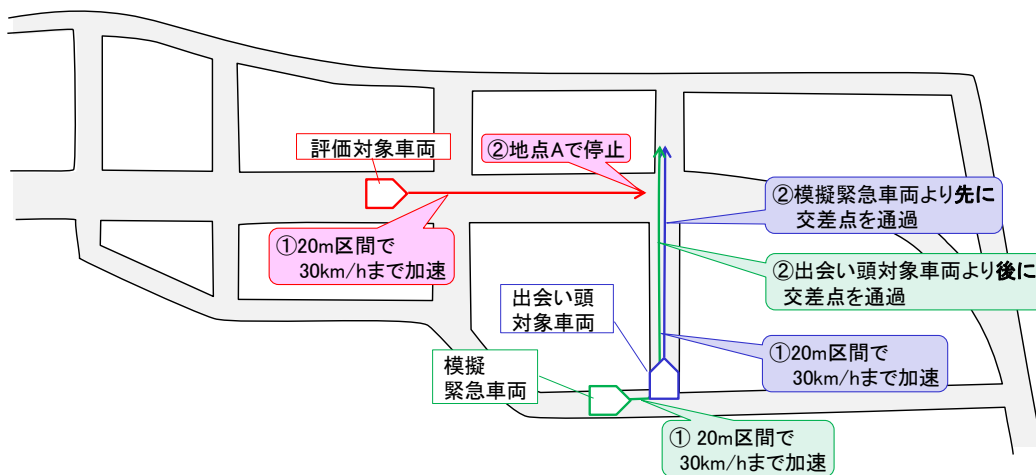 評価対象車両
②地点Aで停止
①20m区間で
30km/hまで加速
②模擬緊急車両より先に
交差点を通過
②出会い頭対象車両より後に
交差点を通過
出会い頭
対象車両
①20m区間で
30km/hまで加速
模擬
緊急車両
① 20m区間で
30km/hまで加速